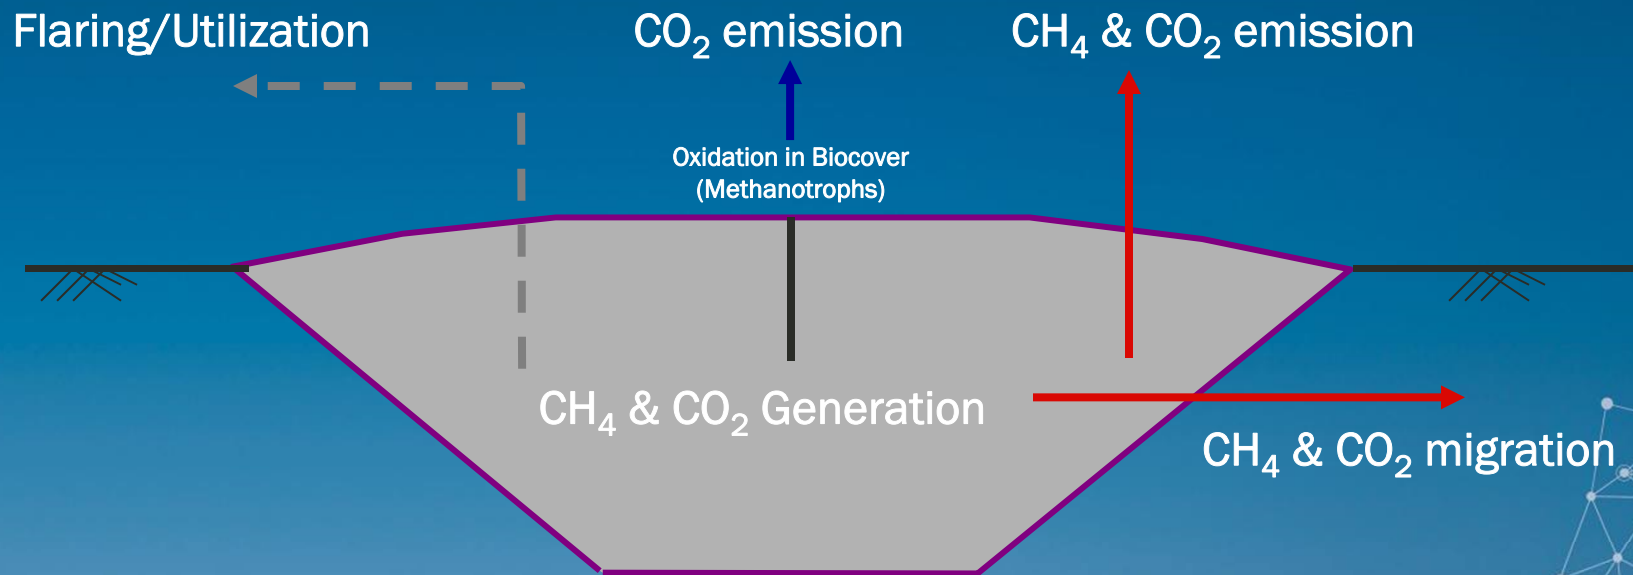 Flaring/Utilization
CO₂ emission
CH₄ & CO₂ emission
Oxidation in Biocover
(Methanotrophs)
CH₄ & CO₂ Generation
CH₄ & CO₂ migration